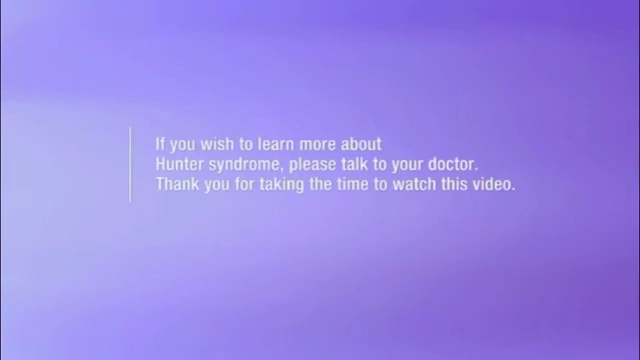 If you wish to learn more about
Hunter syndrome, please talk to your doctor.
Thank you for taking the time to watch this video.